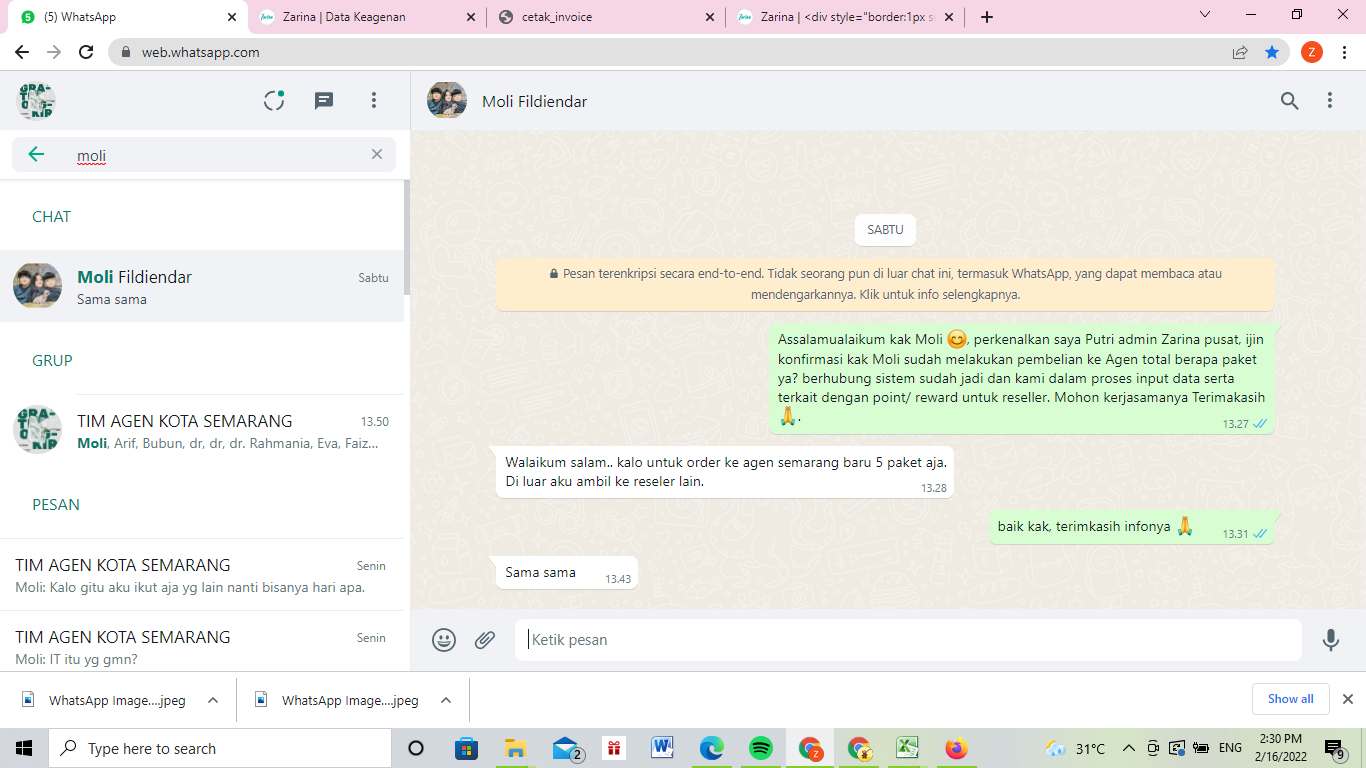 (5) WhatsApp
Zarina | Data Keagenan
cetak_invoice
Zarina | <div style="border:1px s
web.whatsapp.com
Z
moli
CHAT
Moli Fildiendar
Sabtu
Sama sama
GRUP
TIM AGEN KOTA SEMARANG
13.50
Moli, Arif, Bubun, dr, dr, dr. Rahmania, Eva, Faiz...
PESAN
TIM AGEN KOTA SEMARANG
Senin
Moli: Kalo gitu aku ikut aja yg lain nanti bisanya hari apa.
TIM AGEN KOTA SEMARANG
Senin
Moli: IT itu yg gmn?
Moli Fildiendar
SABTU
Pesan terenkripsi secara end-to-end. Tidak seorang pun di luar chat ini, termasuk WhatsApp, yang dapat membaca atau
mendengarkannya. Klik untuk info selengkapnya.
Assalamualaikum kak Moli 😊, perkenalkan saya Putri admin Zarina pusat, ijin
konfirmasi kak Moli sudah melakukan pembelian ke Agen total berapa paket
ya? berhubung sistem sudah jadi dan kami dalam proses input data serta
terkait dengan point/ reward untuk reseller. Mohon kerjasamanya Terimakasih
🙏.
13.27
Walaikum salam.. kalo untuk order ke agen semarang baru 5 paket aja.
Di luar aku ambil ke reseler lain.
13.28
baik kak, terimkasih infonya 🙏
13.31
Sama sama
13.43
Ketik pesan
WhatsApp Image....jpeg
WhatsApp Image....jpeg
Show all
Type here to search
2
31°C
ENG
2:30 PM
2/16/2022
9